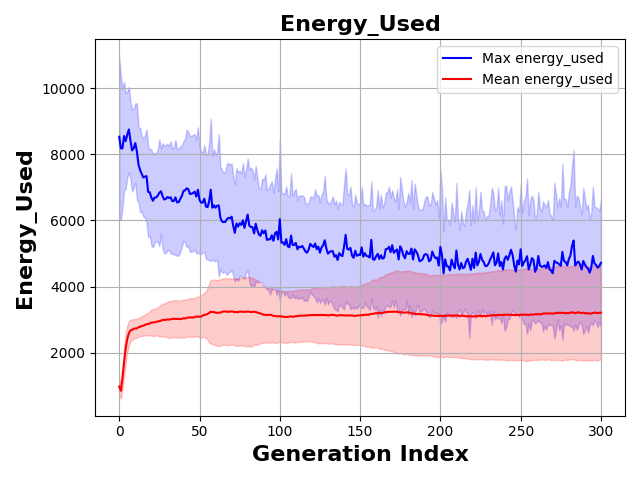 Energy_Used
Max energy_used
Mean energy_used
Energy_Used
10000
8000
6000
4000
2000
0 50 100 150 200 250 300
Generation Index